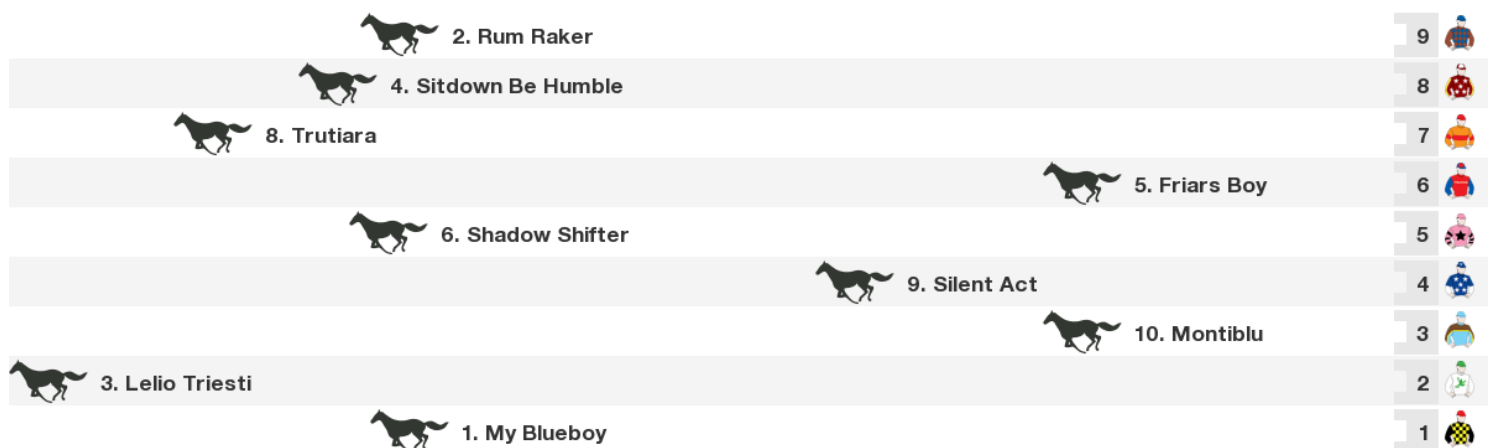 2. Rum Raker 9
4. Sitdown Be Humble 8
8. Trutiara 7
5. Friars Boy 6
6. Shadow Shifter 5
9. Silent Act 4
10. Montiblu 3
3. Lelio Triesti 2
1. My Blueboy 1